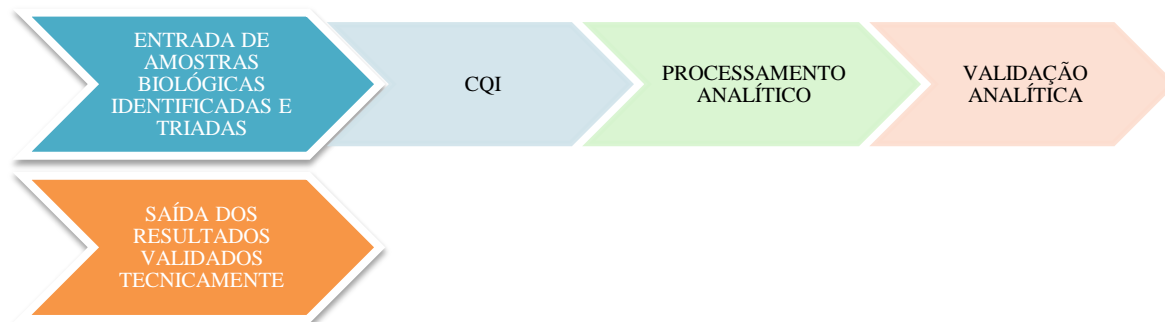 ENTRADA DE
AMOSTRAS
BIOLÓGICAS
IDENTIFICADAS E
TRIADAS
CQI
PROCESSAMENTO
ANALÍTICO
VALIDAÇÃO
ANALÍTICA
SAÍDA DOS
RESULTADOS
VALIDADOS
TECNICAMENTE